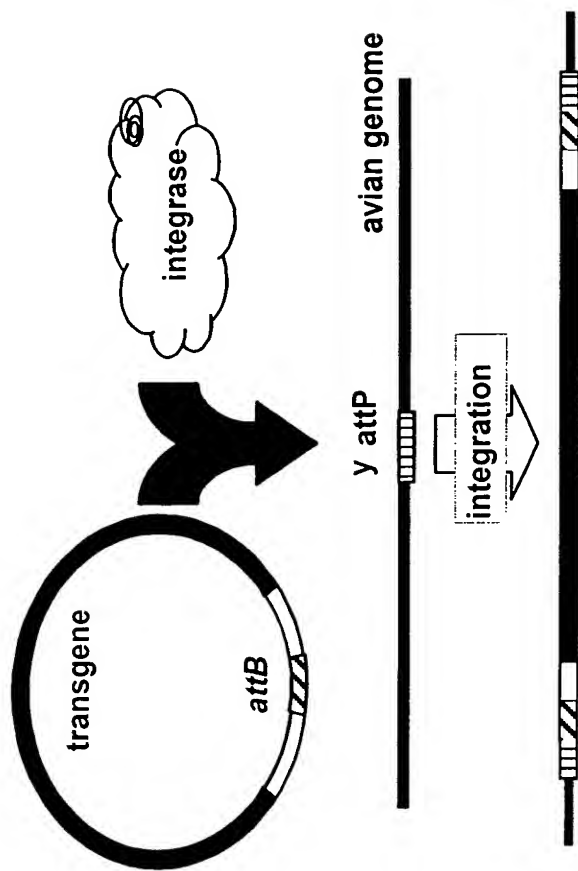 transgene
attB
integrase
y attP
avian genome
integration